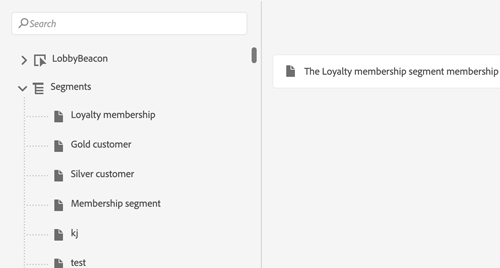 Search
LobbyBeacon
Segments
Loyalty membership
Gold customer
Silver customer
Membership segment
kj
test
The Loyalty membership segment membership